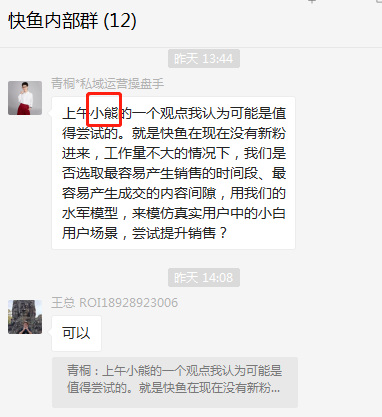 快鱼内部群 (12)
昨天 13:44
青桐*私域运营操盘手
上午小熊的一个观点我认为可能是值
得尝试的。就是快鱼在现在没有新粉
进来，工作量不大的情况下，我们是
否选取最容易产生销售的时间段、最
容易产生成交的内容间隙，用我们的
水军模型，来模仿真实用户中的小白
用户场景，尝试提升销售？
昨天 14:08
王总 ROI18928923006
可以
青桐：上午小熊的一个观点我认为可能是
值得尝试的。就是快鱼在现在没有新粉...